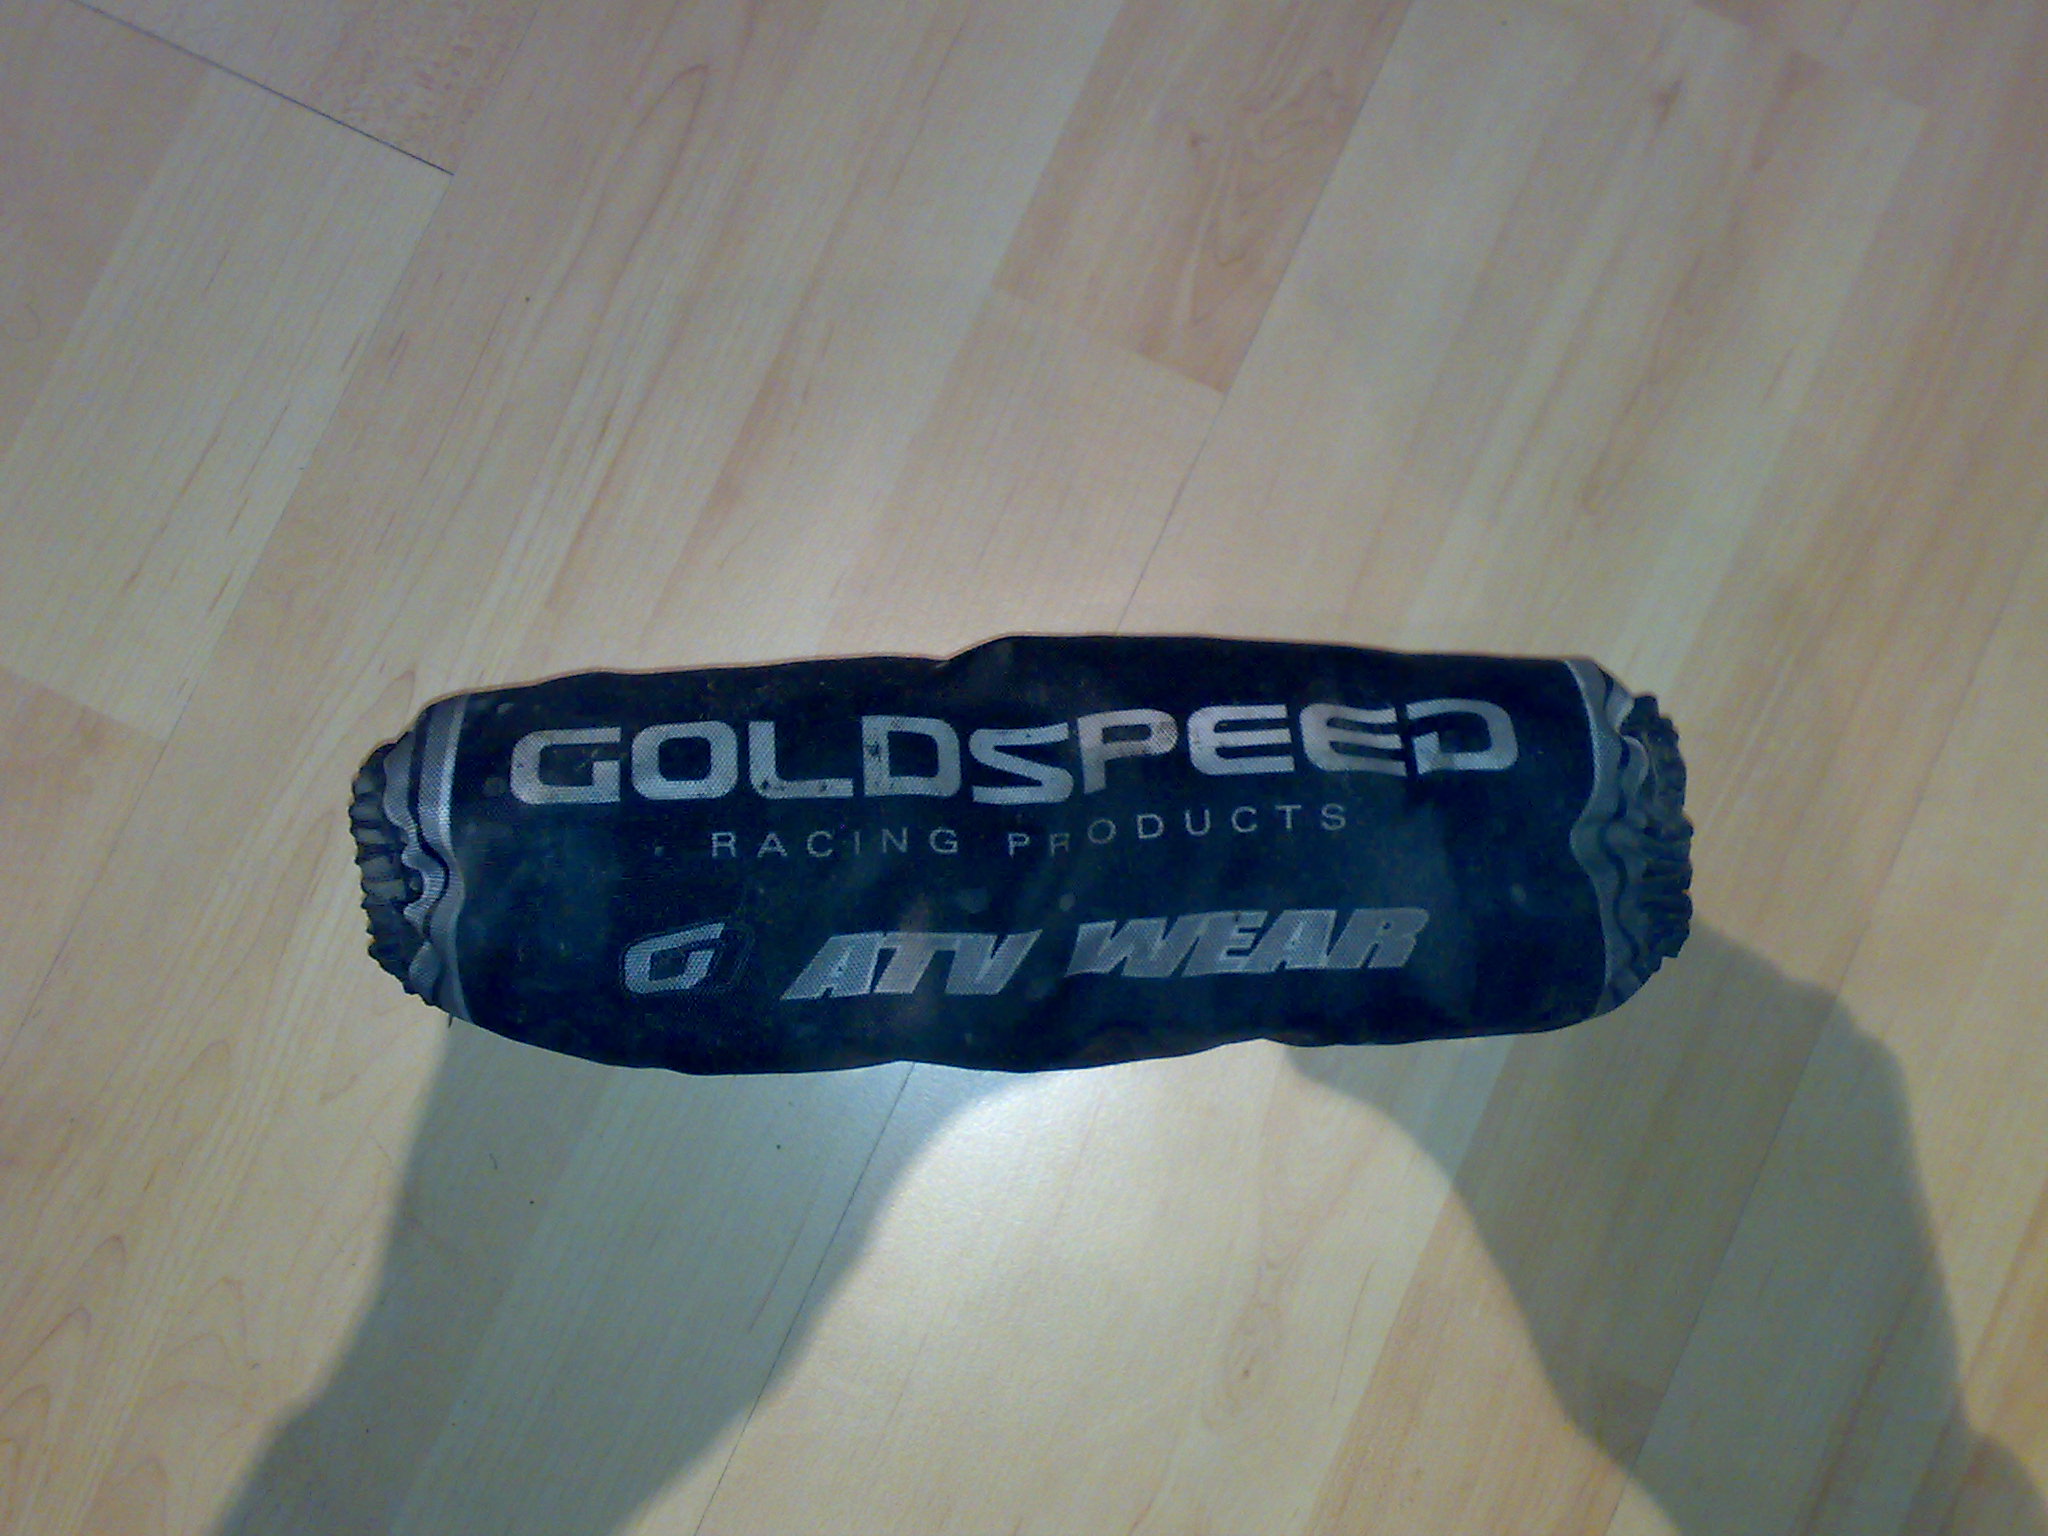 GOLDSPEED
RACING PRODUCTS
G ATV WEAR